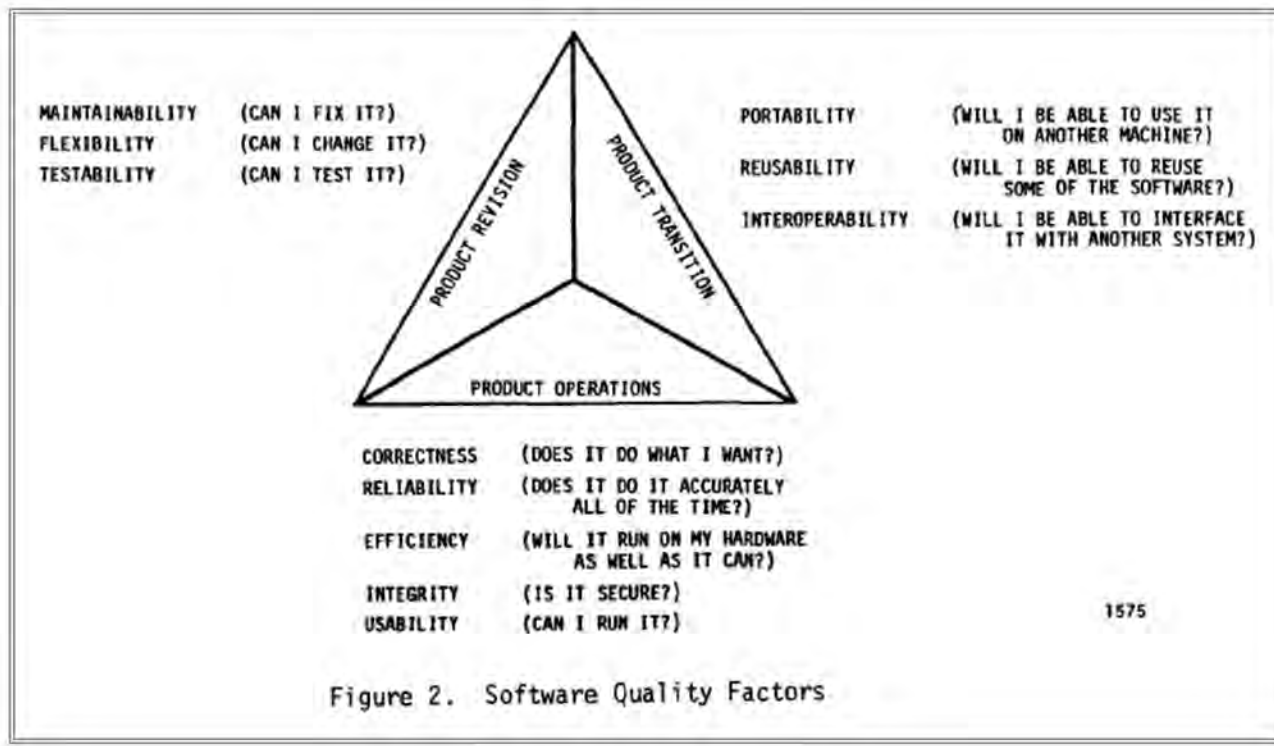 MAINTAINABILITY (CAN I FIX IT?)
FLEXIBILITY (CAN I CHANGE IT?)
TESTABILITY (CAN I TEST IT?)
PRODUCT REVISION
PRODUCT TRANSITION
PORTABILITY (WILL I BE ABLE TO USE IT
ON ANOTHER MACHINE?)
REUSABILITY (WILL I BE ABLE TO REUSE
SOME OF THE SOFTWARE?)
INTEROPERABILITY (WILL I BE ABLE TO INTERFACE
IT WITH ANOTHER SYSTEM?)
PRODUCT OPERATIONS
CORRECTNESS (DOES IT DO WHAT I WANT?)
RELIABILITY (DOES IT DO IT ACCURATELY
ALL OF THE TIME?)
EFFICIENCY (WILL IT RUN ON MY HARDWARE
AS WELL AS IT CAN?)
INTEGRITY (IS IT SECURE?)
USABILITY (CAN I RUN IT?)
1575
Figure 2. Software Quality Factors